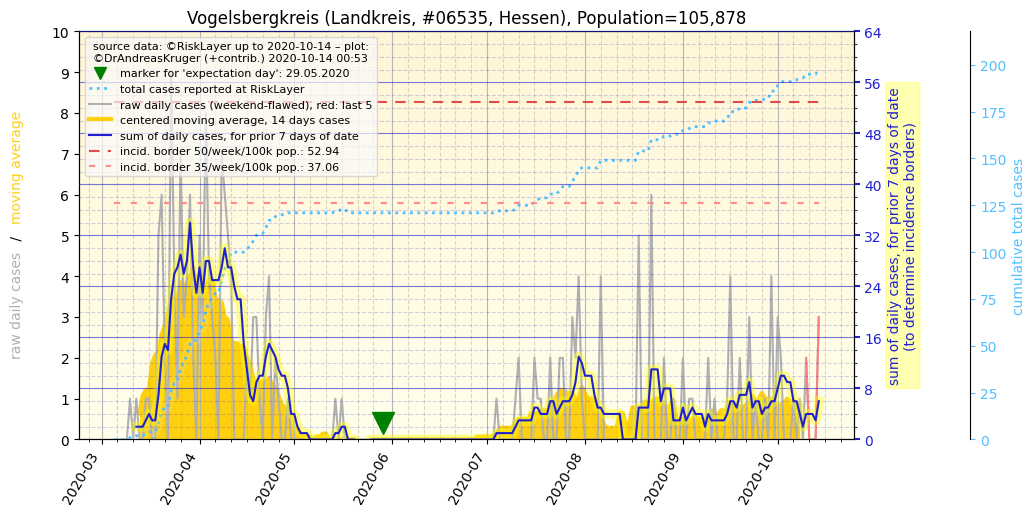 Vogelsbergkreis (Landkreis, #06535, Hessen), Population=105,878
source data: ©RiskLayer up to 2020-10-14 – plot:
©DrAndreasKruger (+contrib.) 2020-10-14 00:53
marker for 'expectation day': 29.05.2020
total cases reported at RiskLayer
raw daily cases (weekend-flawed), red: last 5
centered moving average, 14 days cases
sum of daily cases, for prior 7 days of date
incid. border 50/week/100k pop.: 52.94
incid. border 35/week/100k pop.: 37.06
raw daily cases / moving average
10
9
8
7
6
5
4
3
2
1
0
2020-03
2020-04
2020-05
2020-06
2020-07
2020-08
2020-09
2020-10
64
56
48
40
32
24
16
8
0
sum of daily cases, for prior 7 days of date
(to determine incidence borders)
200
175
150
125
100
75
50
25
0
cumulative total cases